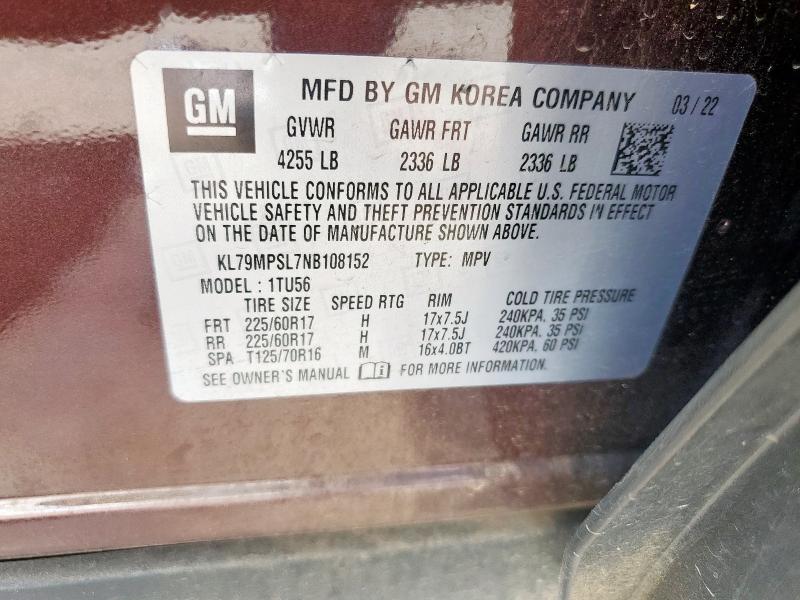 GM
MFD BY GM KOREA COMPANY 03/22
GVWR GAWR FRT GAWR RR
4255 LB 2336 LB 2336 LB
THIS VEHICLE CONFORMS TO ALL APPLICABLE U.S. FEDERAL MOTOR
VEHICLE SAFETY AND THEFT PREVENTION STANDARDS IN EFFECT
ON THE DATE OF MANUFACTURE SHOWN ABOVE.
KL79MPSL7NB108152 TYPE: MPV
MODEL : 1TU56
TIRE SIZE SPEED RTG RIM COLD TIRE PRESSURE
FRT 225/60R17 H 17x7.5J 240KPA. 35 PSI
RR 225/60R17 H 17x7.5J 240KPA. 35 PSI
SPA T125/70R16 M 16x4.0BT 420KPA. 60 PSI
SEE OWNER'S MANUAL i FOR MORE INFORMATION.